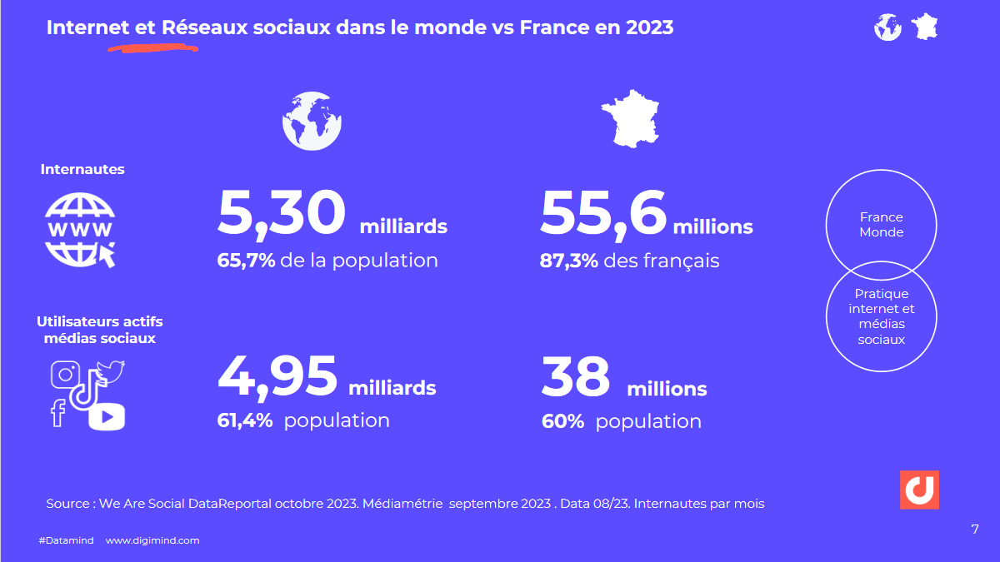 Internet et Réseaux sociaux dans le monde vs France en 2023
Internautes
WWW
5,30 milliards
65,7% de la population
55,6 millions
87,3% des français
France
Monde
Utilisateurs actifs
médias sociaux
4,95 milliards
61,4% population
38 millions
60% population
Pratique
internet et
médias
sociaux
Source : We Are Social DataReportal octobre 2023. Médiamétrie septembre 2023 . Data 08/23. Internautes par mois
7
#Datamind www.digimind.com